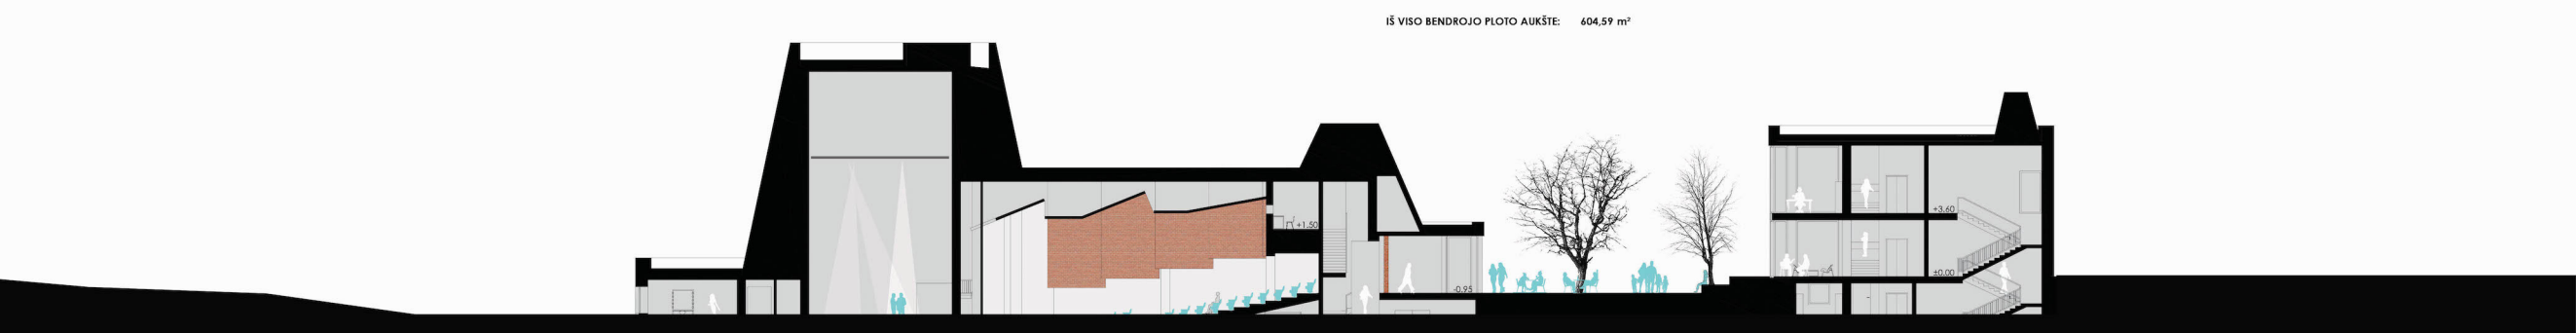 IŠ VISO BENDROJO PLOTO AUKŠTE: 604,59 m²
+1.50
-0.95
+3.60
±0.00